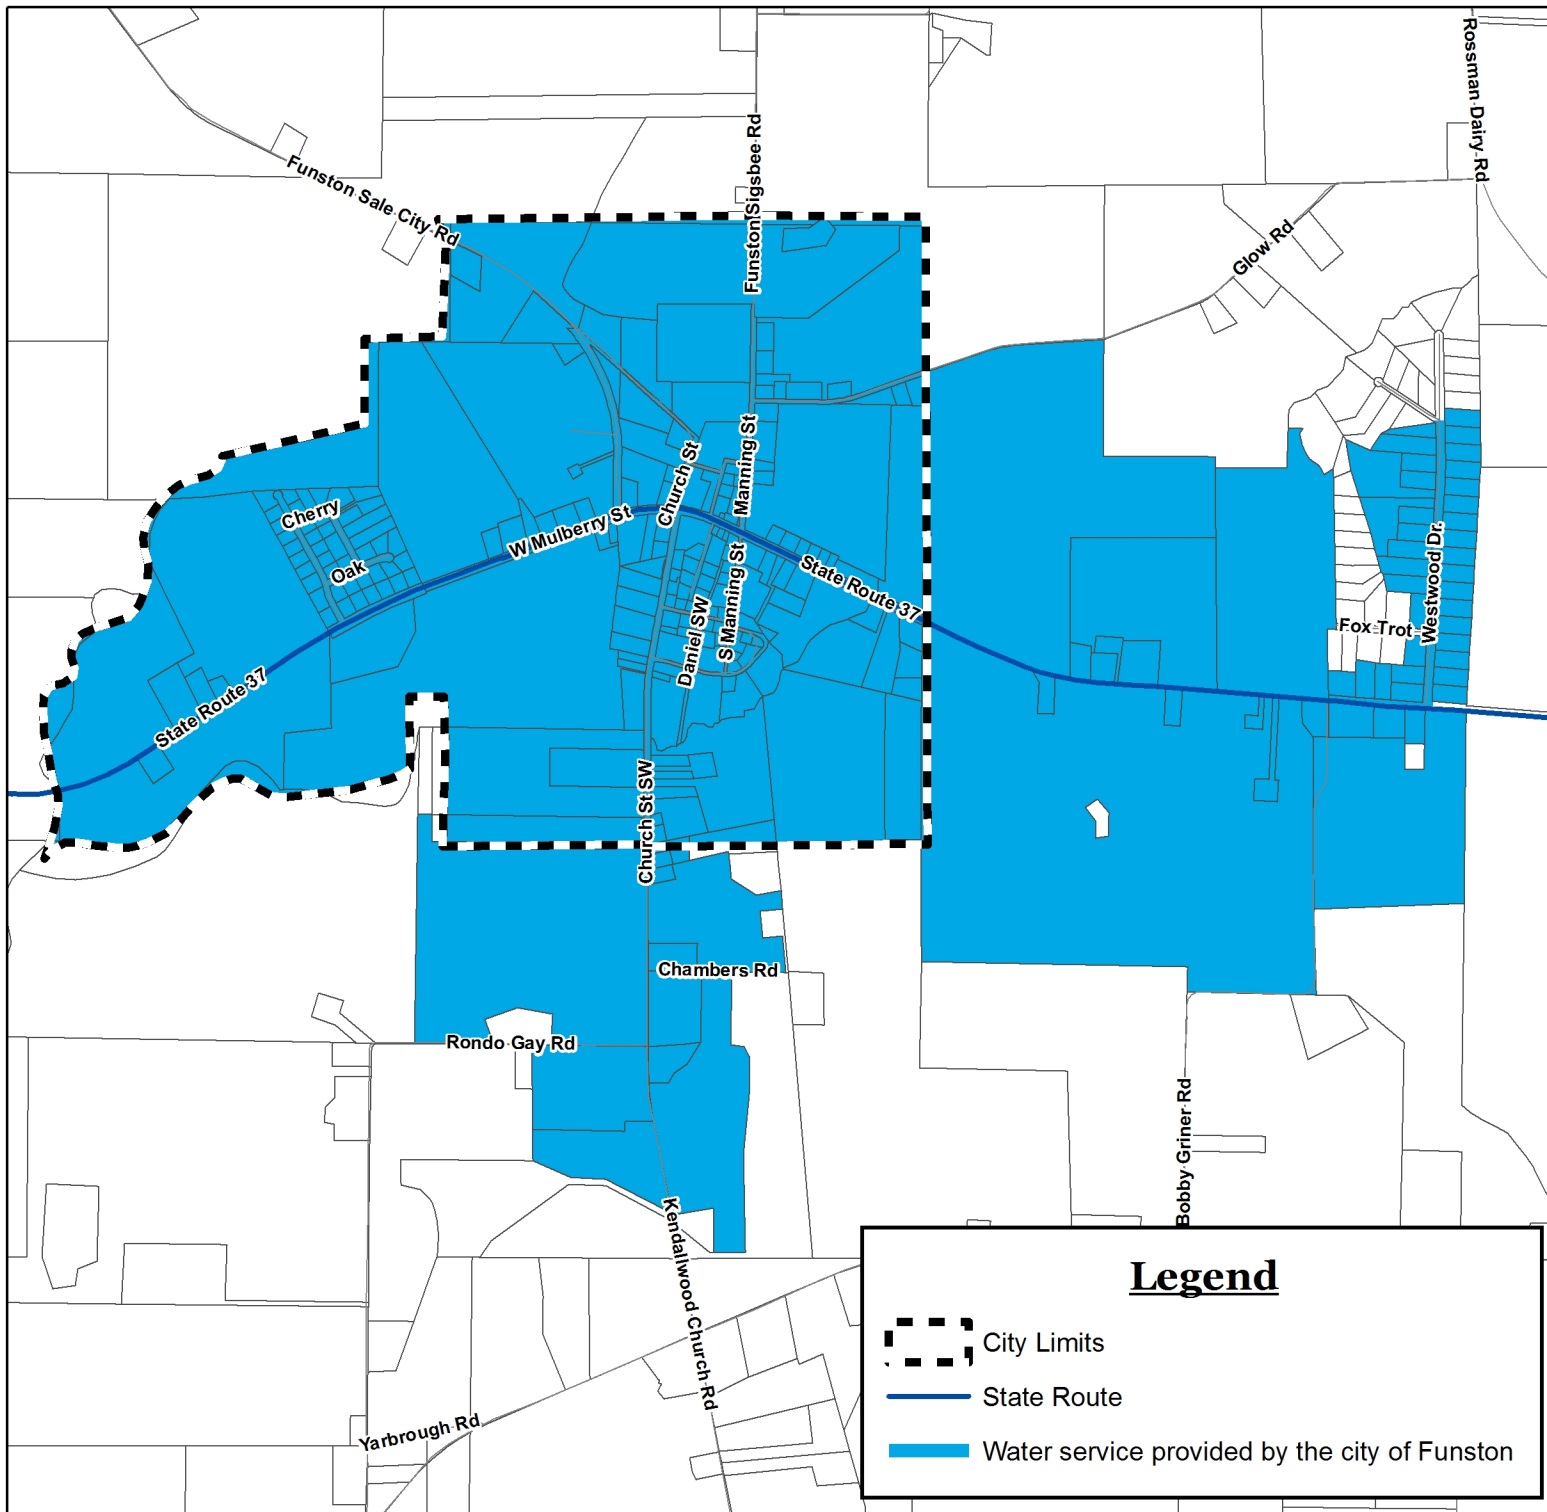 Rossman Dairy Rd
Funston Sigsbee Rd
Funston Sale City Rd
Glow Rd
Church St
Manning St
Cherry
W Mulberry St
Oak
State Route 37
S Manning St
Daniel SW
Westwood Dr.
Fox Trot
State Route 37
Church St SW
Chambers Rd
Rondo Gay Rd
Bobby Griner Rd
Kendallwood Church Rd
Yarbrough Rd
Legend
City Limits
State Route
Water service provided by the city of Funston